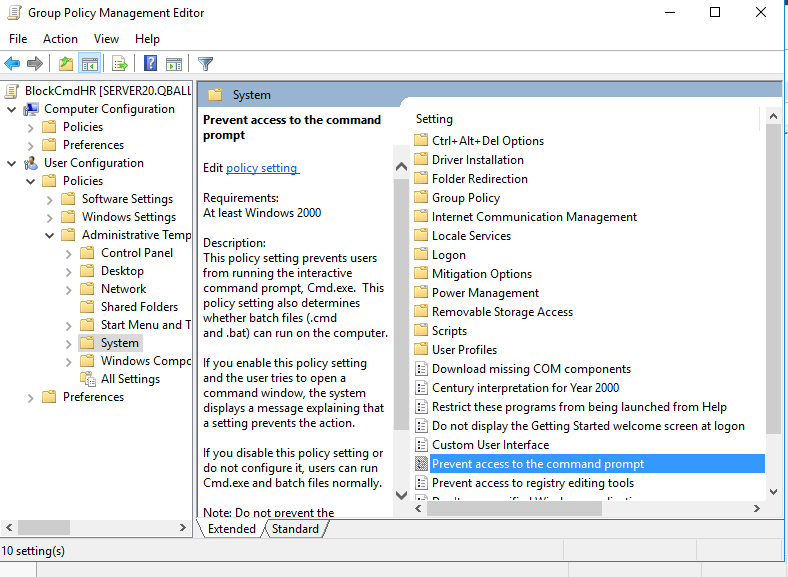 Group Policy Management Editor
File Action View Help
BlockCmdHR [SERVER20.QBALL
Computer Configuration
Policies
Preferences
User Configuration
Policies
Software Settings
Windows Settings
Administrative Temp
Control Panel
Desktop
Network
Shared Folders
Start Menu and T
System
Windows Compo
All Settings
Preferences
System
Prevent access to the command
prompt
Edit policy setting
Requirements:
At least Windows 2000
Description:
This policy setting prevents users
from running the interactive
command prompt, Cmd.exe. This
policy setting also determines
whether batch files (.cmd
and .bat) can run on the computer.
If you enable this policy setting
and the user tries to open a
command window, the system
displays a message explaining that
a setting prevents the action.
If you disable this policy setting or
do not configure it, users can run
Cmd.exe and batch files normally.
Note: Do not prevent the
Setting
Ctrl+Alt+Del Options
Driver Installation
Folder Redirection
Group Policy
Internet Communication Management
Locale Services
Logon
Mitigation Options
Power Management
Removable Storage Access
Scripts
User Profiles
Download missing COM components
Century interpretation for Year 2000
Restrict these programs from being launched from Help
Do not display the Getting Started welcome screen at logon
Custom User Interface
Prevent access to the command prompt
Prevent access to registry editing tools
Extended Standard
10 setting(s)